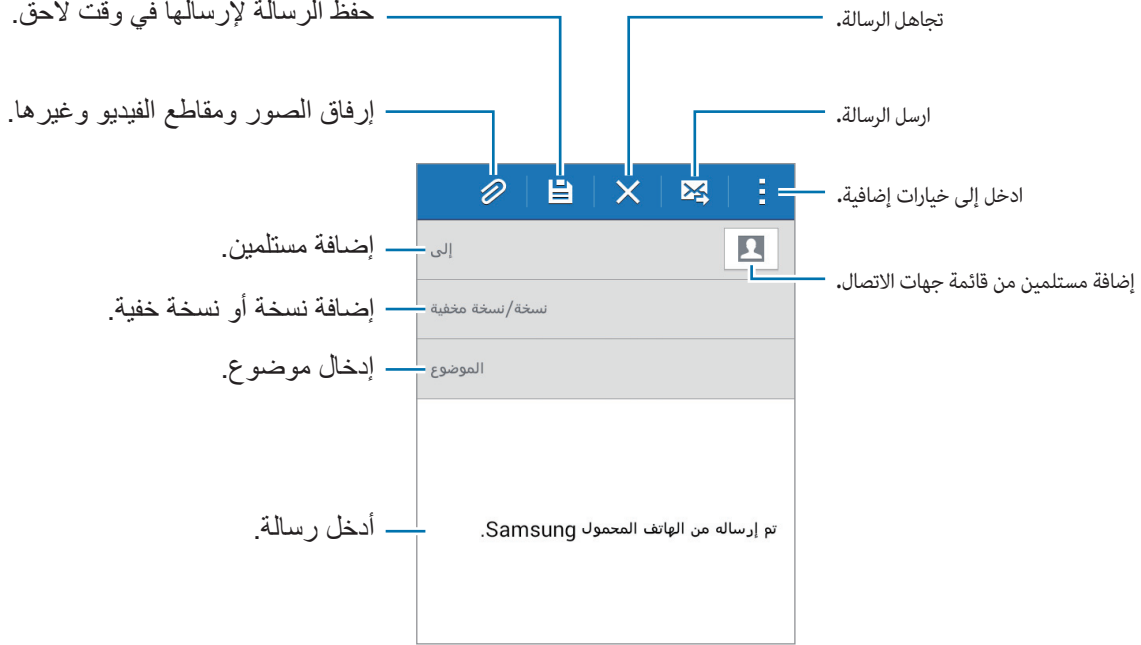 حفظ الرسالة لإرسالها في وقت لاحق.
تجاهل الرسالة.
إرفاق الصور ومقاطع الفيديو وغيرها.
ارسل الرسالة.
ادخل إلى خيارات إضافية.
إضافة مستلمين.
إلى
إضافة مستلمين من قائمة جهات الاتصال.
إضافة نسخة أو نسخة خفية.
نسخة/نسخة مخفية
إدخال موضوع.
الموضوع
أدخل رسالة.
تم إرساله من الهاتف المحمول Samsung.